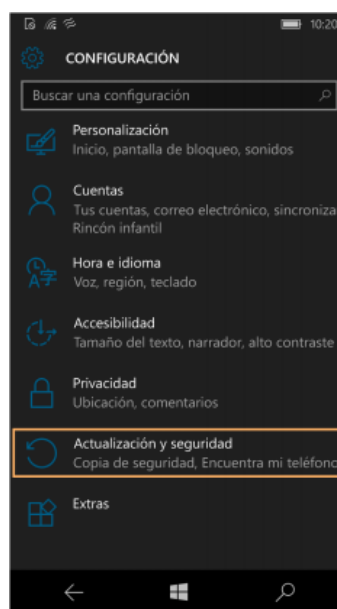 10:20
CONFIGURACIÓN
Buscar una configuración
Personalización
Inicio, pantalla de bloqueo, sonidos
Cuentas
Tus cuentas, correo electrónico, sincroniza
Rincón infantil
Hora e idioma
Voz, región, teclado
Accesibilidad
Tamaño del texto, narrador, alto contraste
Privacidad
Ubicación, comentarios
Actualización y seguridad
Copia de seguridad, Encuentra mi teléfono
Extras